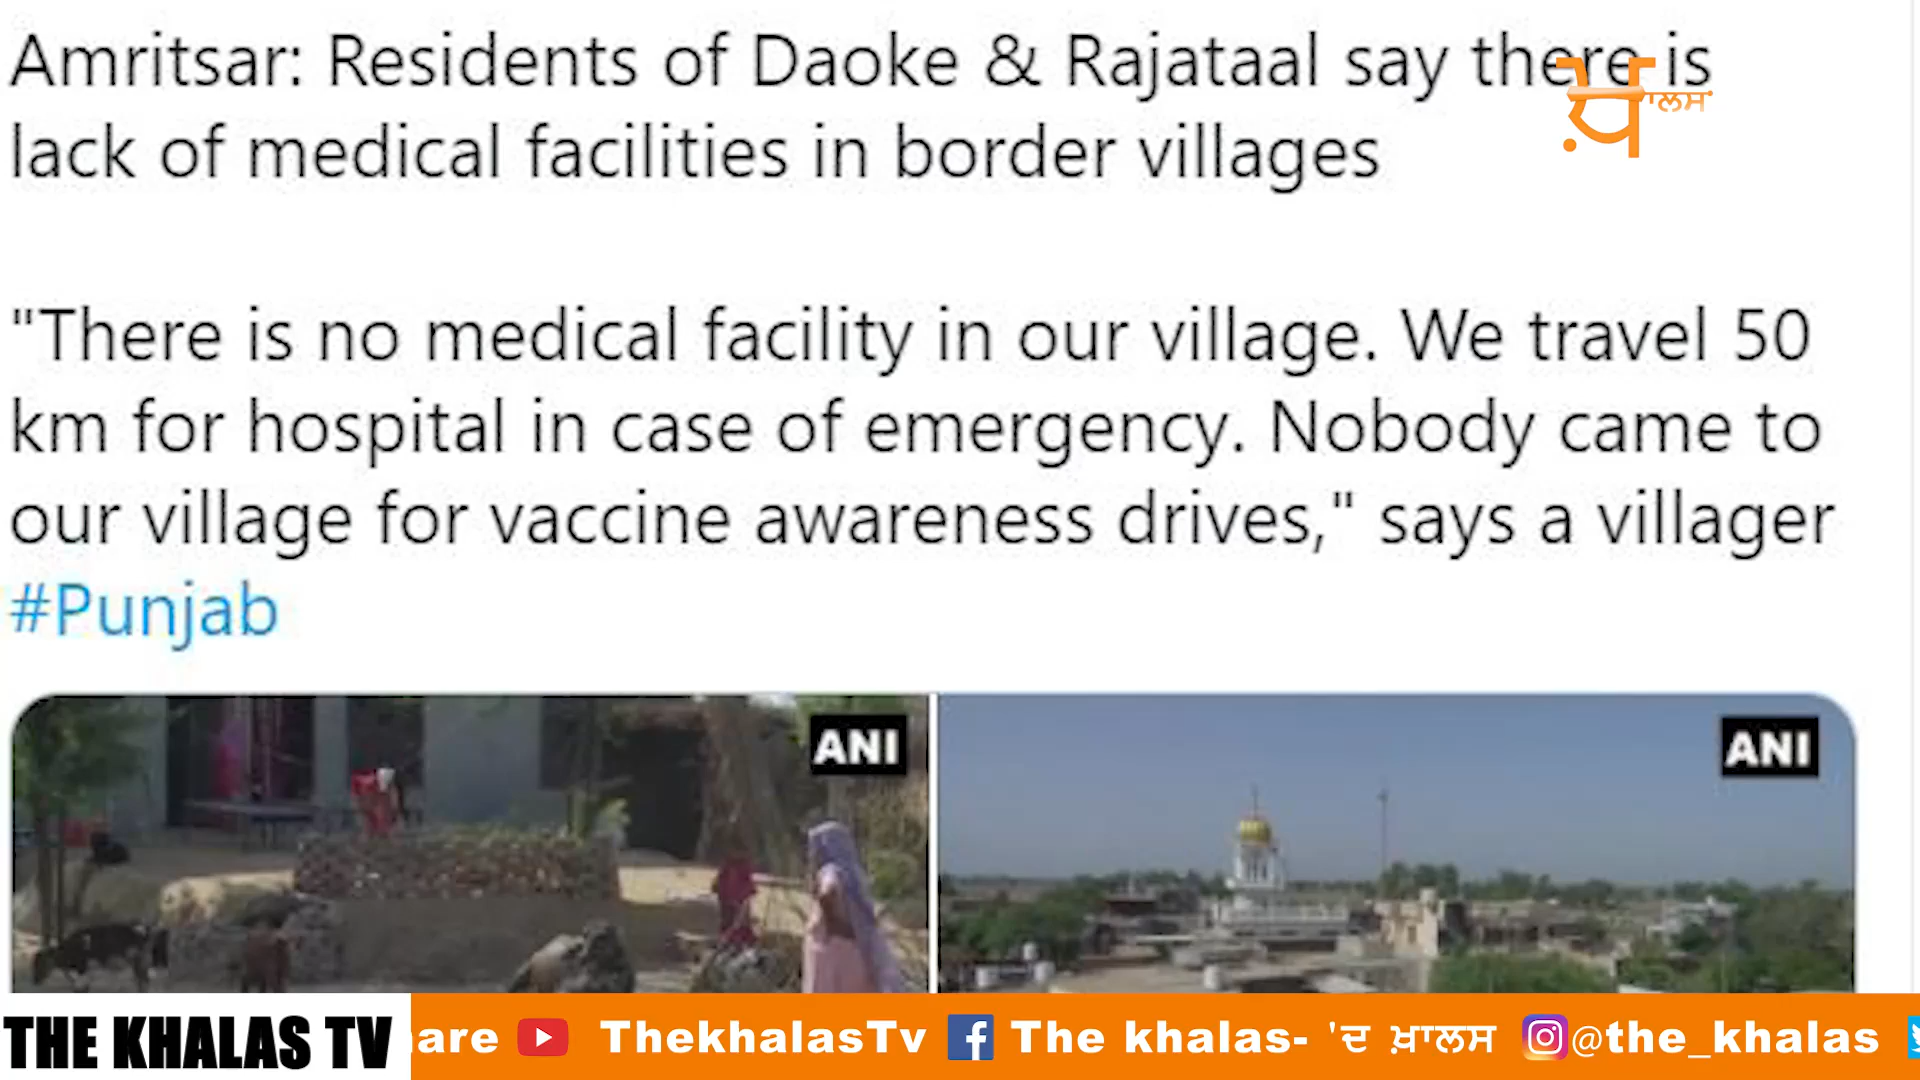 Amritsar: Residents of Daoke & Rajataal say there is
ਖ਼ਾਲਸ
lack of medical facilities in border villages
"There is no medical facility in our village. We travel 50
km for hospital in case of emergency. Nobody came to
our village for vaccine awareness drives," says a villager
#Punjab
ANI
ANI
THE KHALAS TV
ThekhalasTv The khalas- 'ਦ ਖ਼ਾਲਸ @the_khalas